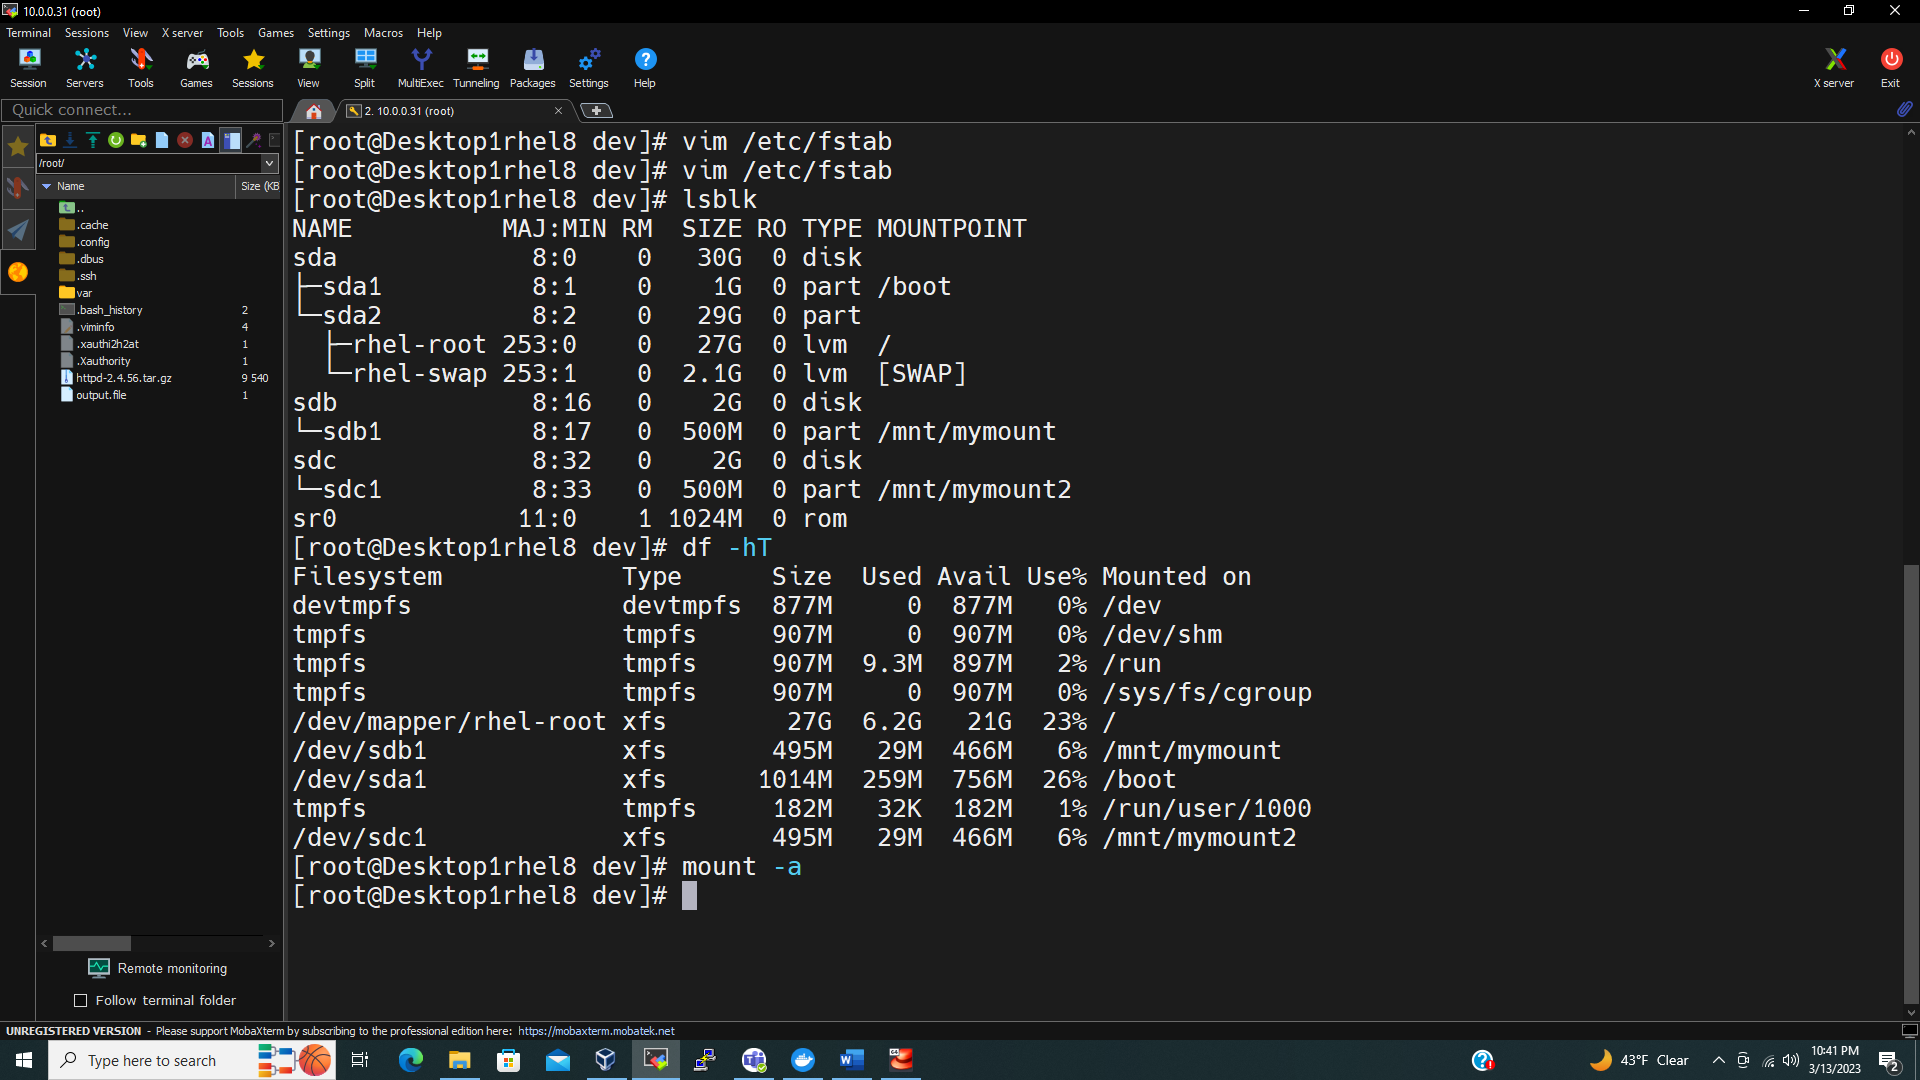 10.0.0.31 (root)
Terminal Sessions View X server Tools Games Settings Macros Help
Session Servers Tools Games Sessions View Split MultiExec Tunneling Packages Settings Help X server Exit
Quick connect...
2. 10.0.0.31 (root)
/root/
Name Size (KB
..
.cache
.config
.dbus
.ssh
var
.bash_history 2
.viminfo 4
.xauthi2h2at 1
.Xauthority 1
httpd-2.4.56.tar.gz 9 540
output.file 1
Remote monitoring
Follow terminal folder
[root@Desktop1rhel8 dev]# vim /etc/fstab
[root@Desktop1rhel8 dev]# vim /etc/fstab
[root@Desktop1rhel8 dev]# lsblk
NAME          MAJ:MIN RM  SIZE RO TYPE MOUNTPOINT
sda             8:0    0   30G  0 disk
├─sda1          8:1    0    1G  0 part /boot
└─sda2          8:2    0   29G  0 part
  ├─rhel-root 253:0    0   27G  0 lvm  /
  └─rhel-swap 253:1    0  2.1G  0 lvm  [SWAP]
sdb             8:16   0    2G  0 disk
└─sdb1          8:17   0  500M  0 part /mnt/mymount
sdc             8:32   0    2G  0 disk
└─sdc1          8:33   0  500M  0 part /mnt/mymount2
sr0            11:0    1 1024M  0 rom
[root@Desktop1rhel8 dev]# df -hT
Filesystem            Type      Size  Used Avail Use% Mounted on
devtmpfs              devtmpfs  877M     0  877M   0% /dev
tmpfs                 tmpfs     907M     0  907M   0% /dev/shm
tmpfs                 tmpfs     907M  9.3M  897M   2% /run
tmpfs                 tmpfs     907M     0  907M   0% /sys/fs/cgroup
/dev/mapper/rhel-root xfs        27G  6.2G   21G  23% /
/dev/sdb1             xfs       495M   29M  466M   6% /mnt/mymount
/dev/sda1             xfs      1014M  259M  756M  26% /boot
tmpfs                 tmpfs     182M   32K  182M   1% /run/user/1000
/dev/sdc1             xfs       495M   29M  466M   6% /mnt/mymount2
[root@Desktop1rhel8 dev]# mount -a
[root@Desktop1rhel8 dev]#
UNREGISTERED VERSION - Please support MobaXterm by subscribing to the professional edition here: https://mobaxterm.mobatek.net
Type here to search
43°F Clear
10:41 PM
3/13/2023
2